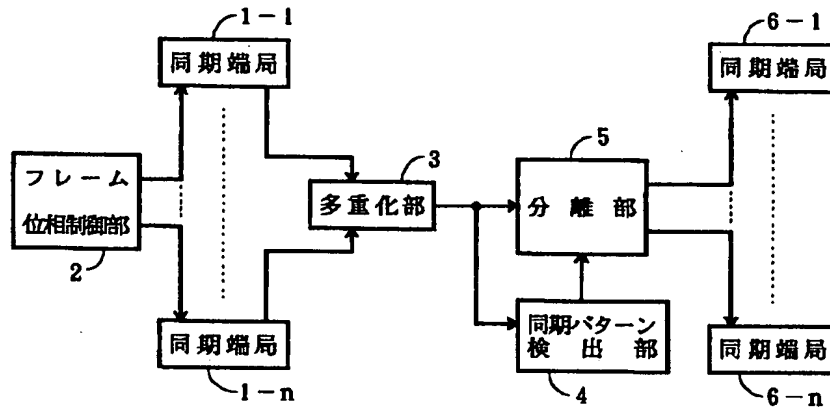 1-1
同期端局
6-1
同期端局
フレーム
位相制御部
2
3
多重化部
5
分離部
同期パターン
検出部
4
同期端局
1-n
同期端局
6-n